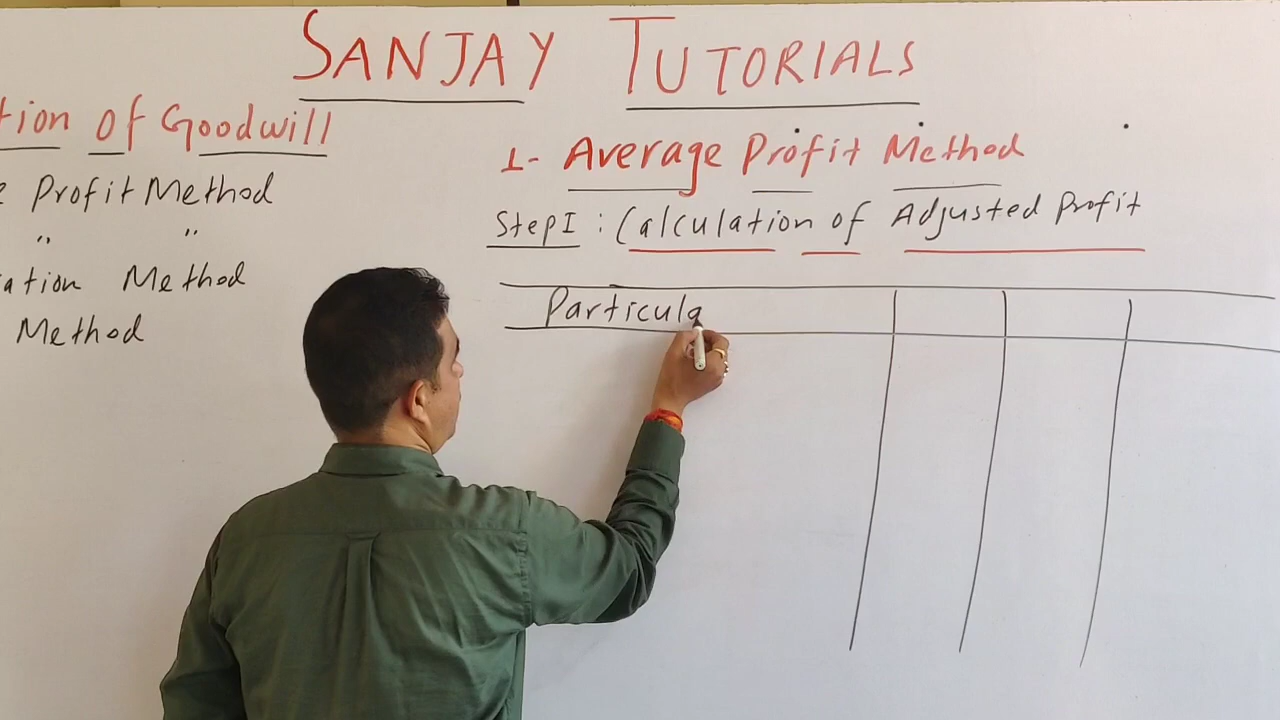 SANJAY TUTORIALS
tion of Goodwill
Profit Method
" "
ation Method
Method
1- Average Profit Method
Step I : Calculation of Adjusted Profit
Particula